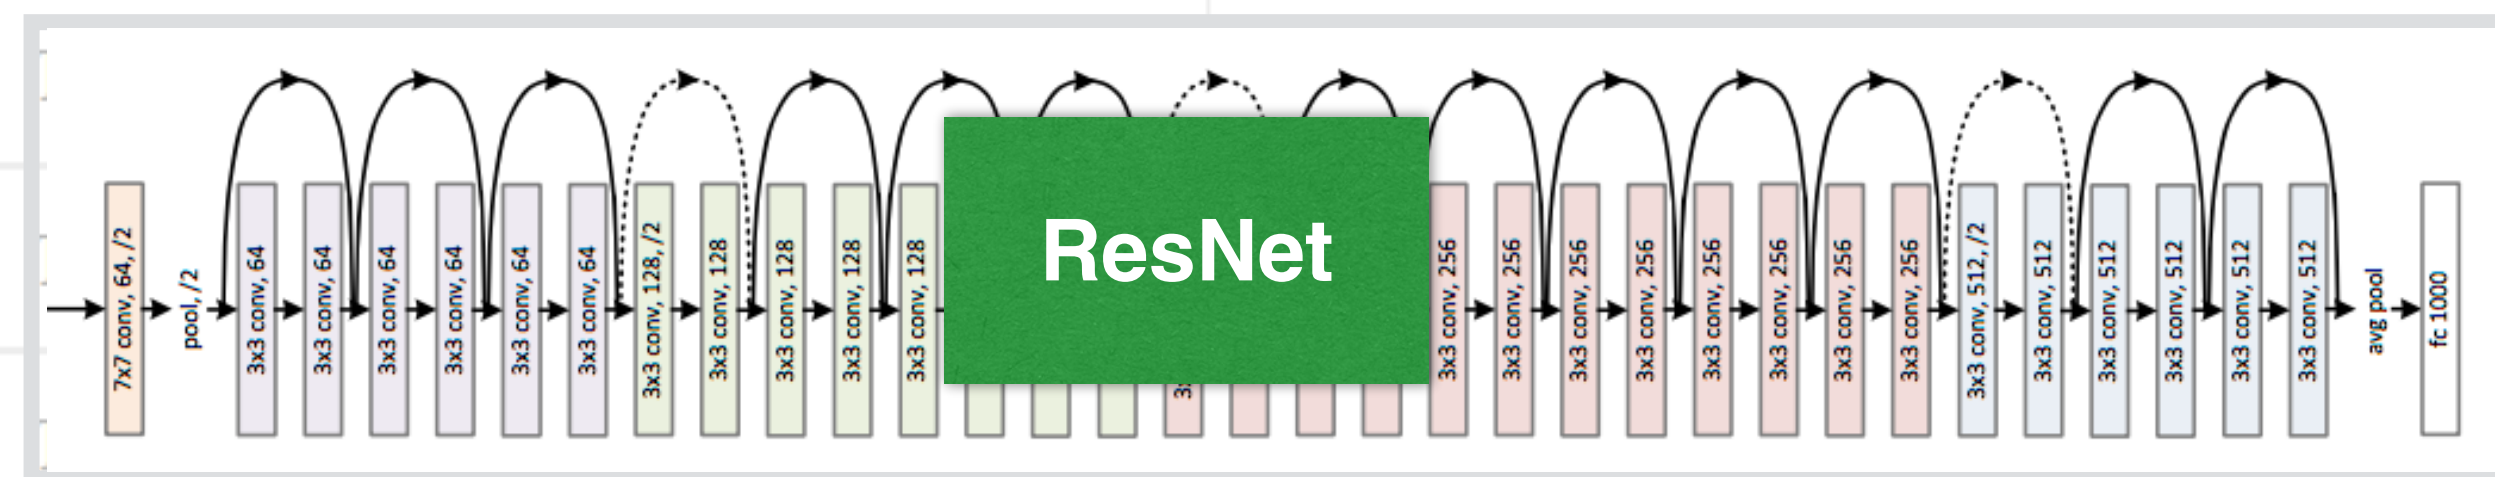 7x7 conv, 64, /2
pool, /2
3x3 conv, 64
3x3 conv, 64
3x3 conv, 64
3x3 conv, 64
3x3 conv, 64
3x3 conv, 64
3x3 conv, 128, /2
3x3 conv, 128
3x3 conv, 128
3x3 conv, 128
3x3 conv, 128
ResNet
3x3 conv, 256
3x3 conv, 256
3x3 conv, 256
3x3 conv, 256
3x3 conv, 256
3x3 conv, 256
3x3 conv, 256
3x3 conv, 256
3x3 conv, 512, /2
3x3 conv, 512
3x3 conv, 512
3x3 conv, 512
3x3 conv, 512
3x3 conv, 512
avg pool
fc 1000